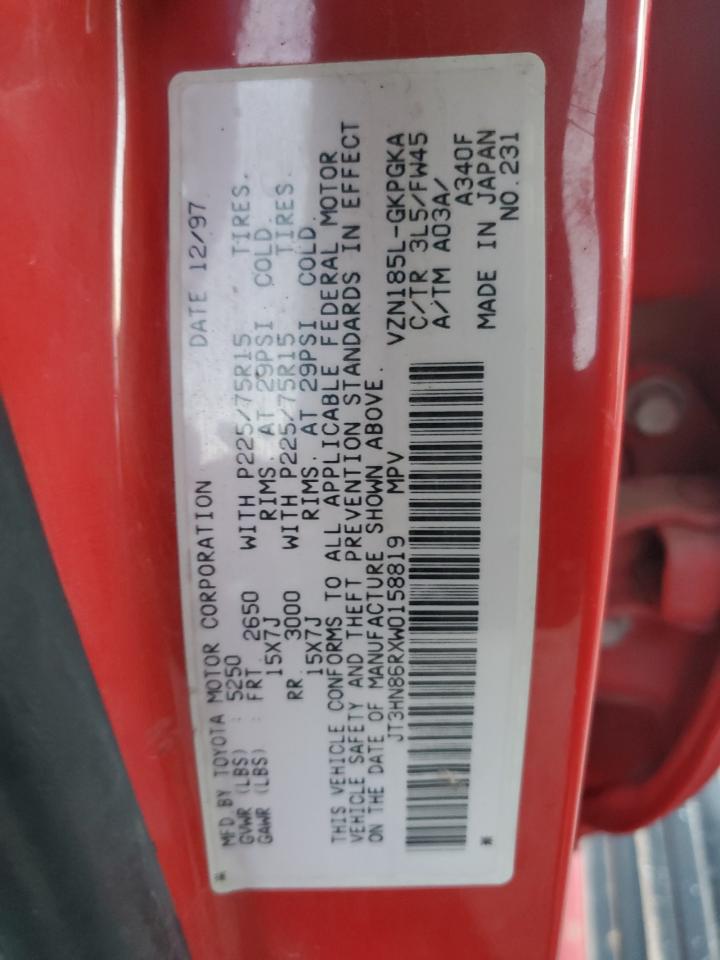 MFD BY TOYOTA MOTOR CORPORATION DATE 12/97
GVWR (LBS) : 5250
GAWR (LBS) : FRT 2650 WITH P225/75R15 TIRES.
15X7J RIMS. AT 29PSI COLD.
RR. 3000 WITH P225/75R15 TIRES.
15X7J RIMS. AT 29PSI COLD.
THIS VEHICLE CONFORMS TO ALL APPLICABLE FEDERAL MOTOR
VEHICLE SAFETY AND THEFT PREVENTION STANDARDS IN EFFECT
ON THE DATE OF MANUFACTURE SHOWN ABOVE.
JT3HN86RXW0158819 MPV
VZN185L-GKPGKA
C/TR 3L5/FW45
A/TM A03A/
A340F
MADE IN JAPAN
NO.231